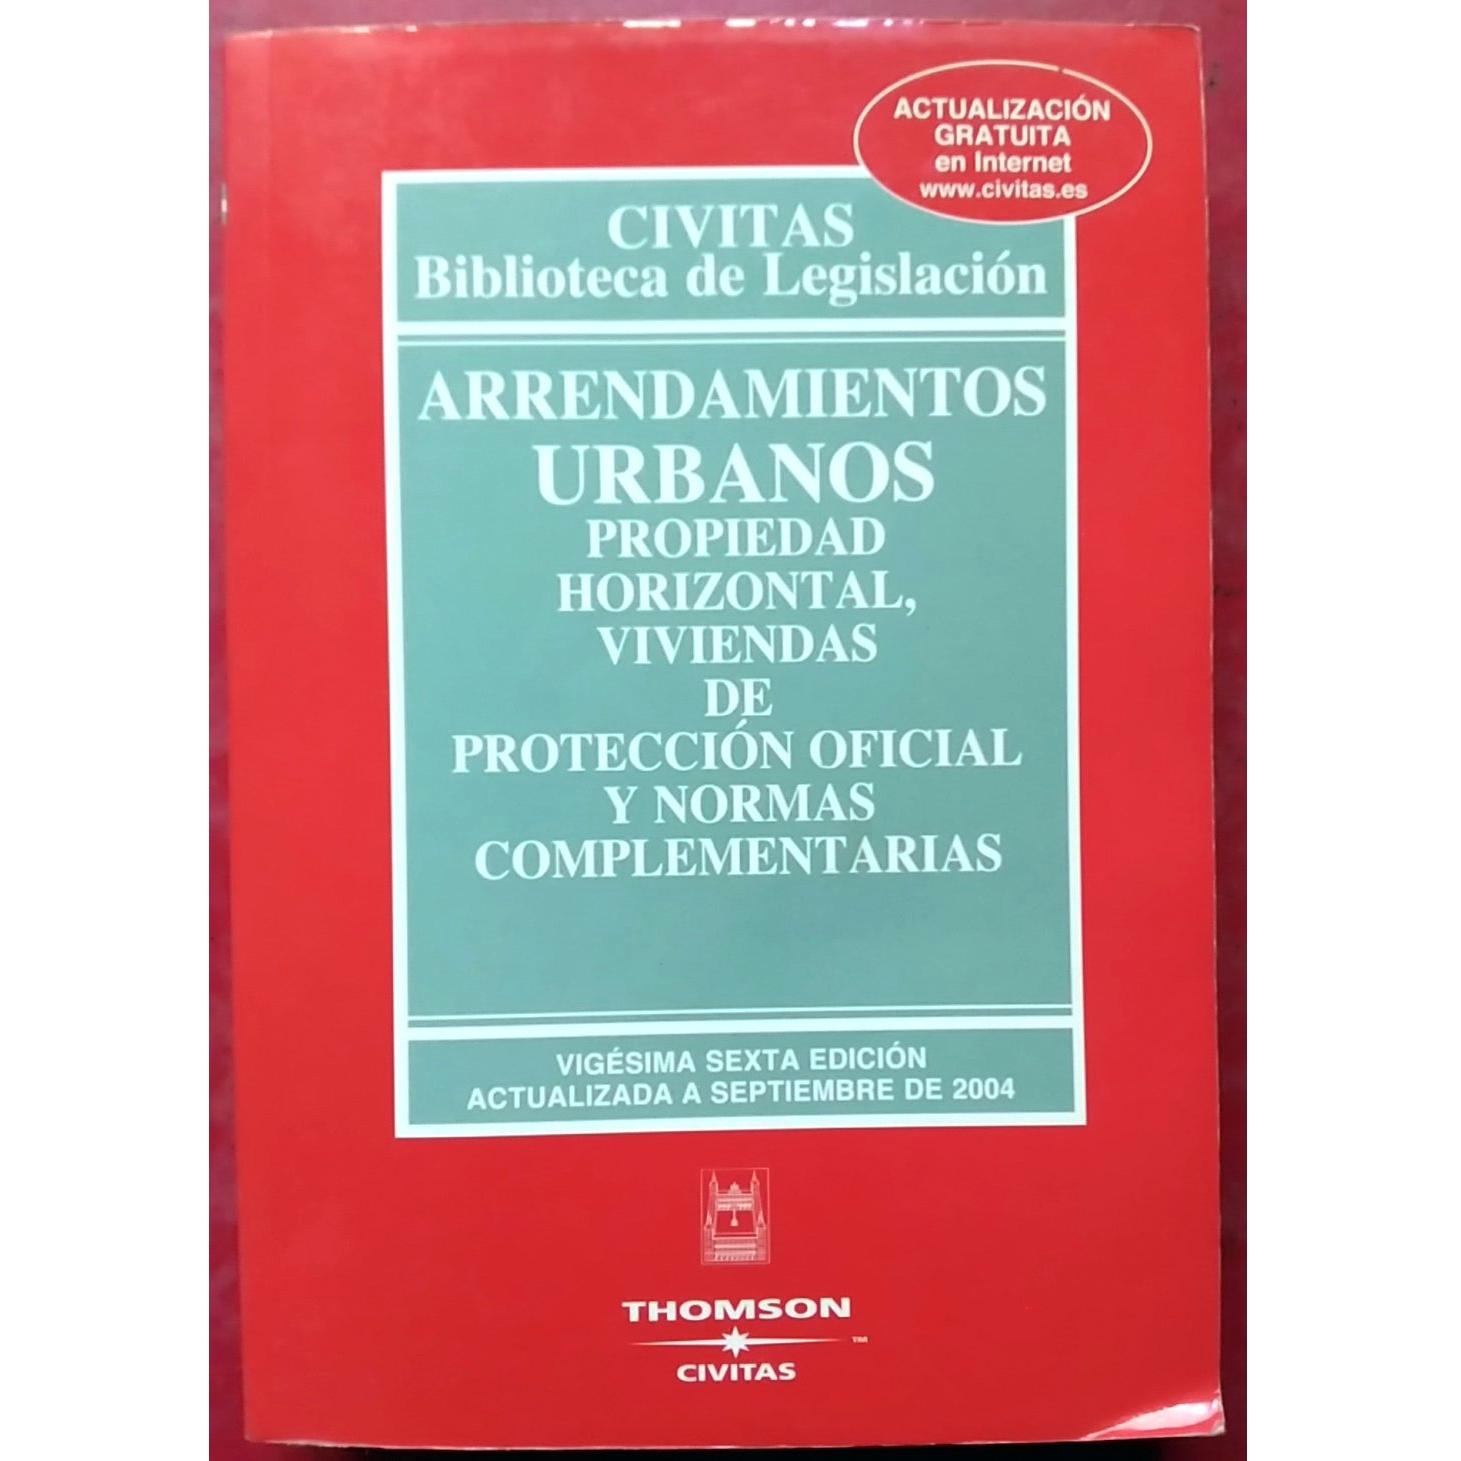 ACTUALIZACIÓN
GRATUITA
en Internet
www.civitas.es
CIVITAS
Biblioteca de Legislación
ARRENDAMIENTOS
URBANOS
PROPIEDAD
HORIZONTAL,
VIVIENDAS
DE
PROTECCIÓN OFICIAL
Y NORMAS
COMPLEMENTARIAS
VIGÉSIMA SEXTA EDICIÓN
ACTUALIZADA A SEPTIEMBRE DE 2004
THOMSON
TM
CIVITAS